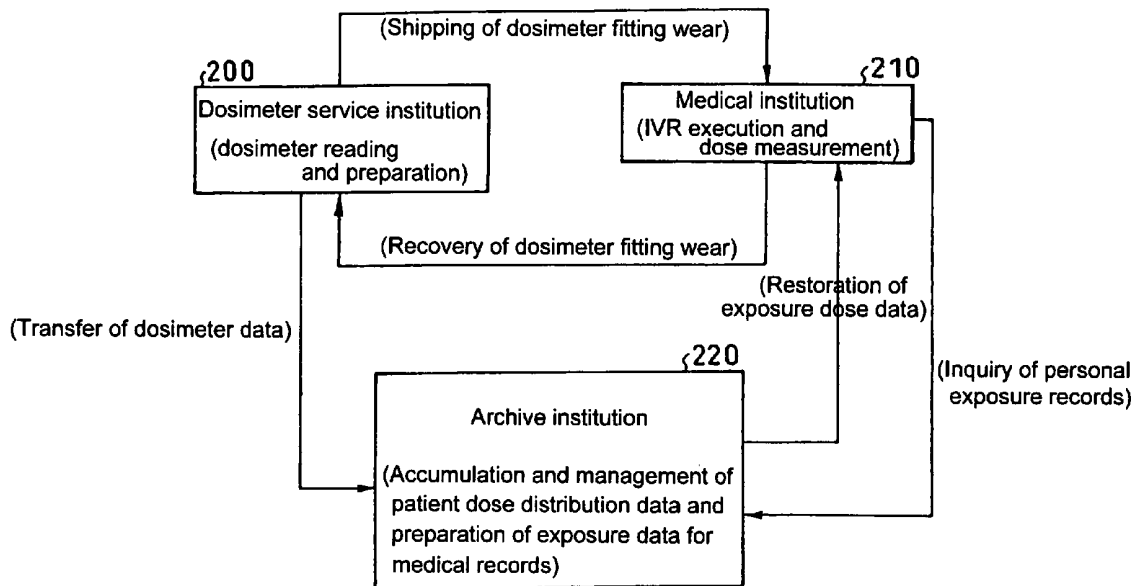 (Shipping of dosimeter fitting wear)
200
Dosimeter service institution
(dosimeter reading
and preparation)
210
Medical institution
(IVR execution and
dose measurement)
(Recovery of dosimeter fitting wear)
(Restoration of
exposure dose data)
(Transfer of dosimeter data)
(Inquiry of personal
exposure records)
220
Archive institution
(Accumulation and management of
patient dose distribution data and
preparation of exposure data for
medical records)